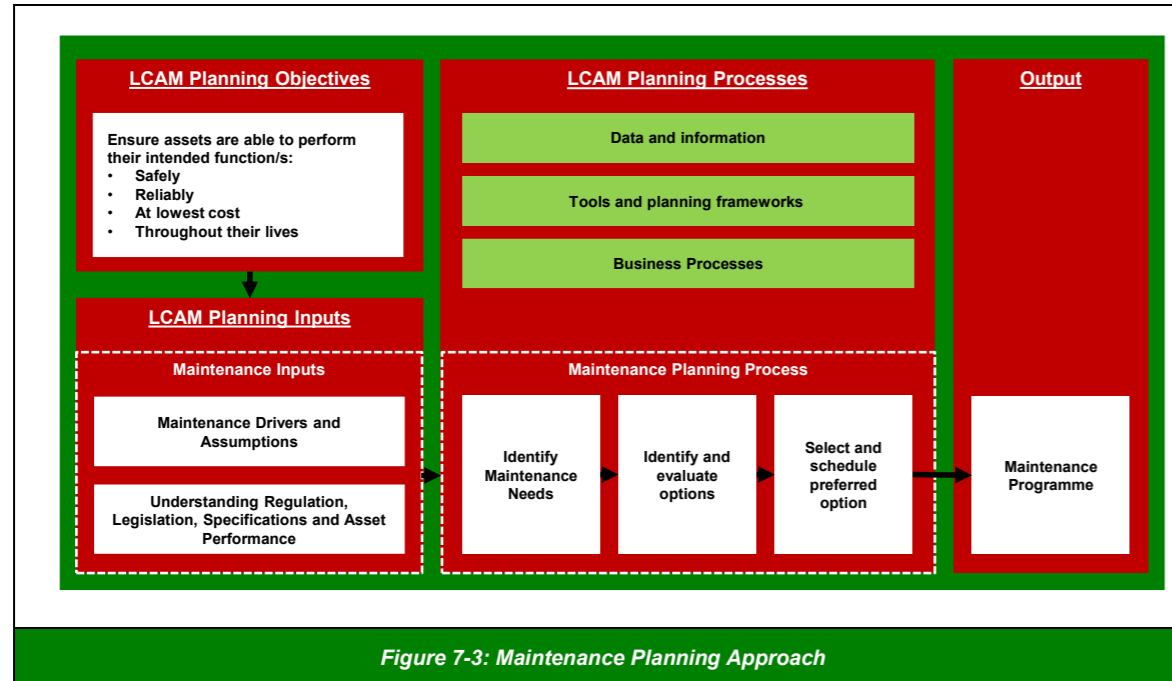 LCAM Planning Objectives
Ensure assets are able to perform
their intended function/s:
• Safely
• Reliably
• At lowest cost
• Throughout their lives
LCAM Planning Inputs
Maintenance Inputs
Maintenance Drivers and
Assumptions
Understanding Regulation,
Legislation, Specifications and Asset
Performance
LCAM Planning Processes
Data and information
Tools and planning frameworks
Business Processes
Maintenance Planning Process
Identify
Maintenance
Needs
Identify and
evaluate
options
Select and
schedule
preferred
option
Output
Maintenance
Programme
Figure 7-3: Maintenance Planning Approach